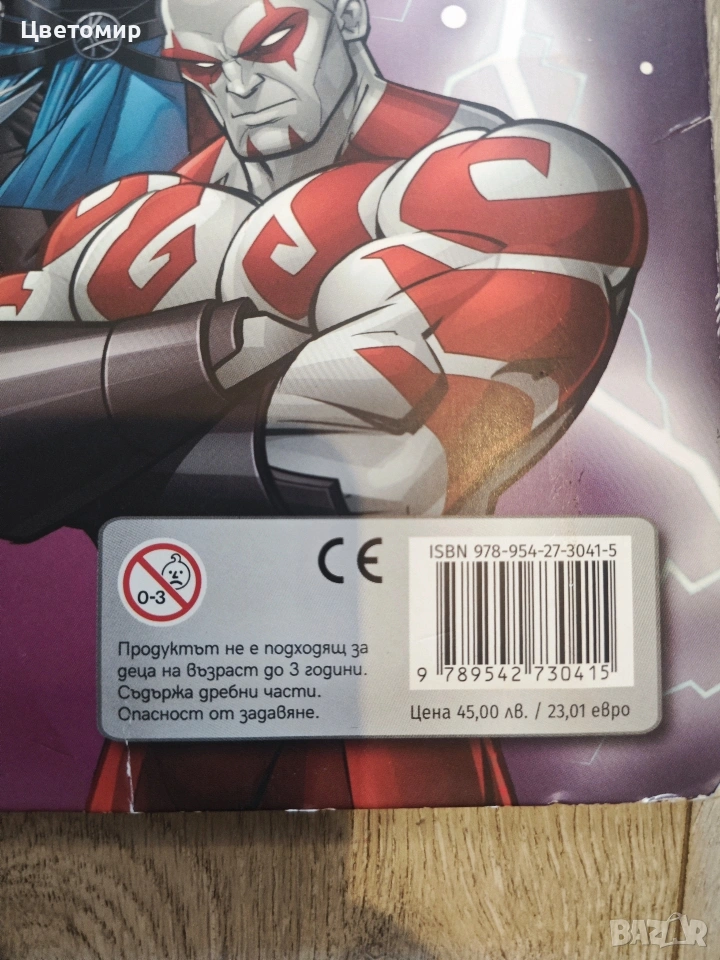 Цветомир
ISBN 978-954-27-3041-5
CE
0-3
9 789542 730415
Продуктът не е подходящ за
деца на възраст до 3 години.
Съдържа дребни части.
Опасност от задавяне.
Цена 45,00 лв. / 23,01 евро
BAZAR